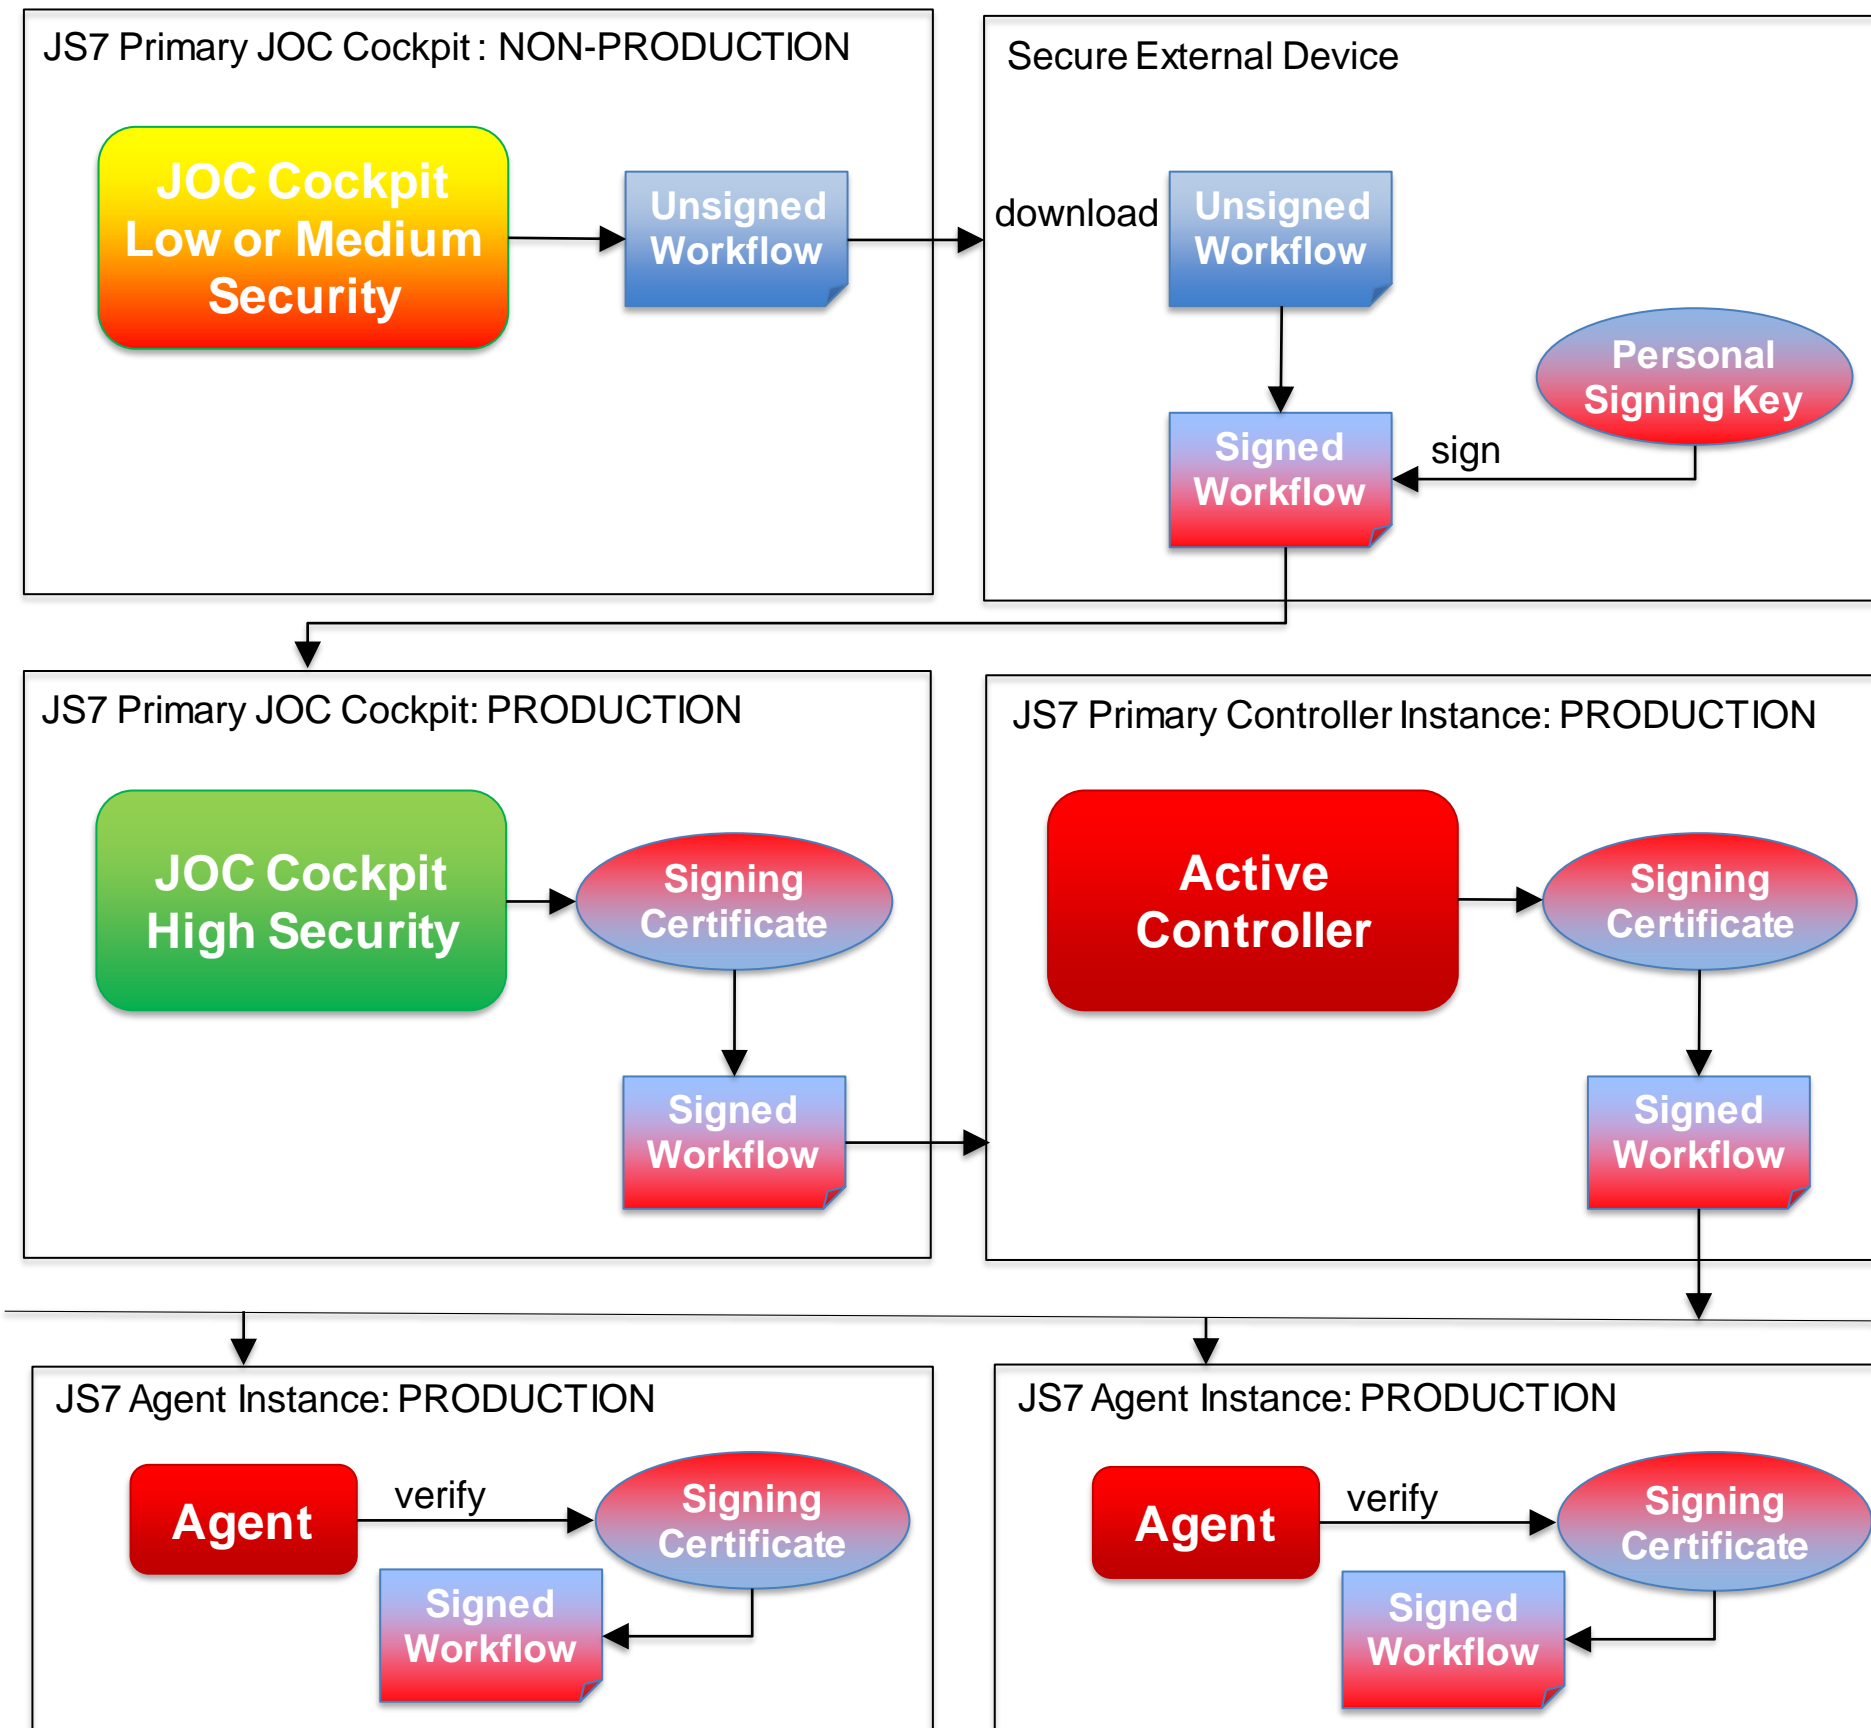 JS7 Primary JOC Cockpit : NON-PRODUCTION
JOC Cockpit
Low or Medium
Security
Unsigned
Workflow
Secure External Device
download
Unsigned
Workflow
Personal
Signing Key
sign
Signed
Workflow
JS7 Primary JOC Cockpit: PRODUCTION
JOC Cockpit
High Security
Signing
Certificate
Signed
Workflow
JS7 Primary Controller Instance: PRODUCTION
Active
Controller
Signing
Certificate
Signed
Workflow
JS7 Agent Instance: PRODUCTION
Agent
verify
Signing
Certificate
Signed
Workflow
JS7 Agent Instance: PRODUCTION
Agent
verify
Signing
Certificate
Signed
Workflow